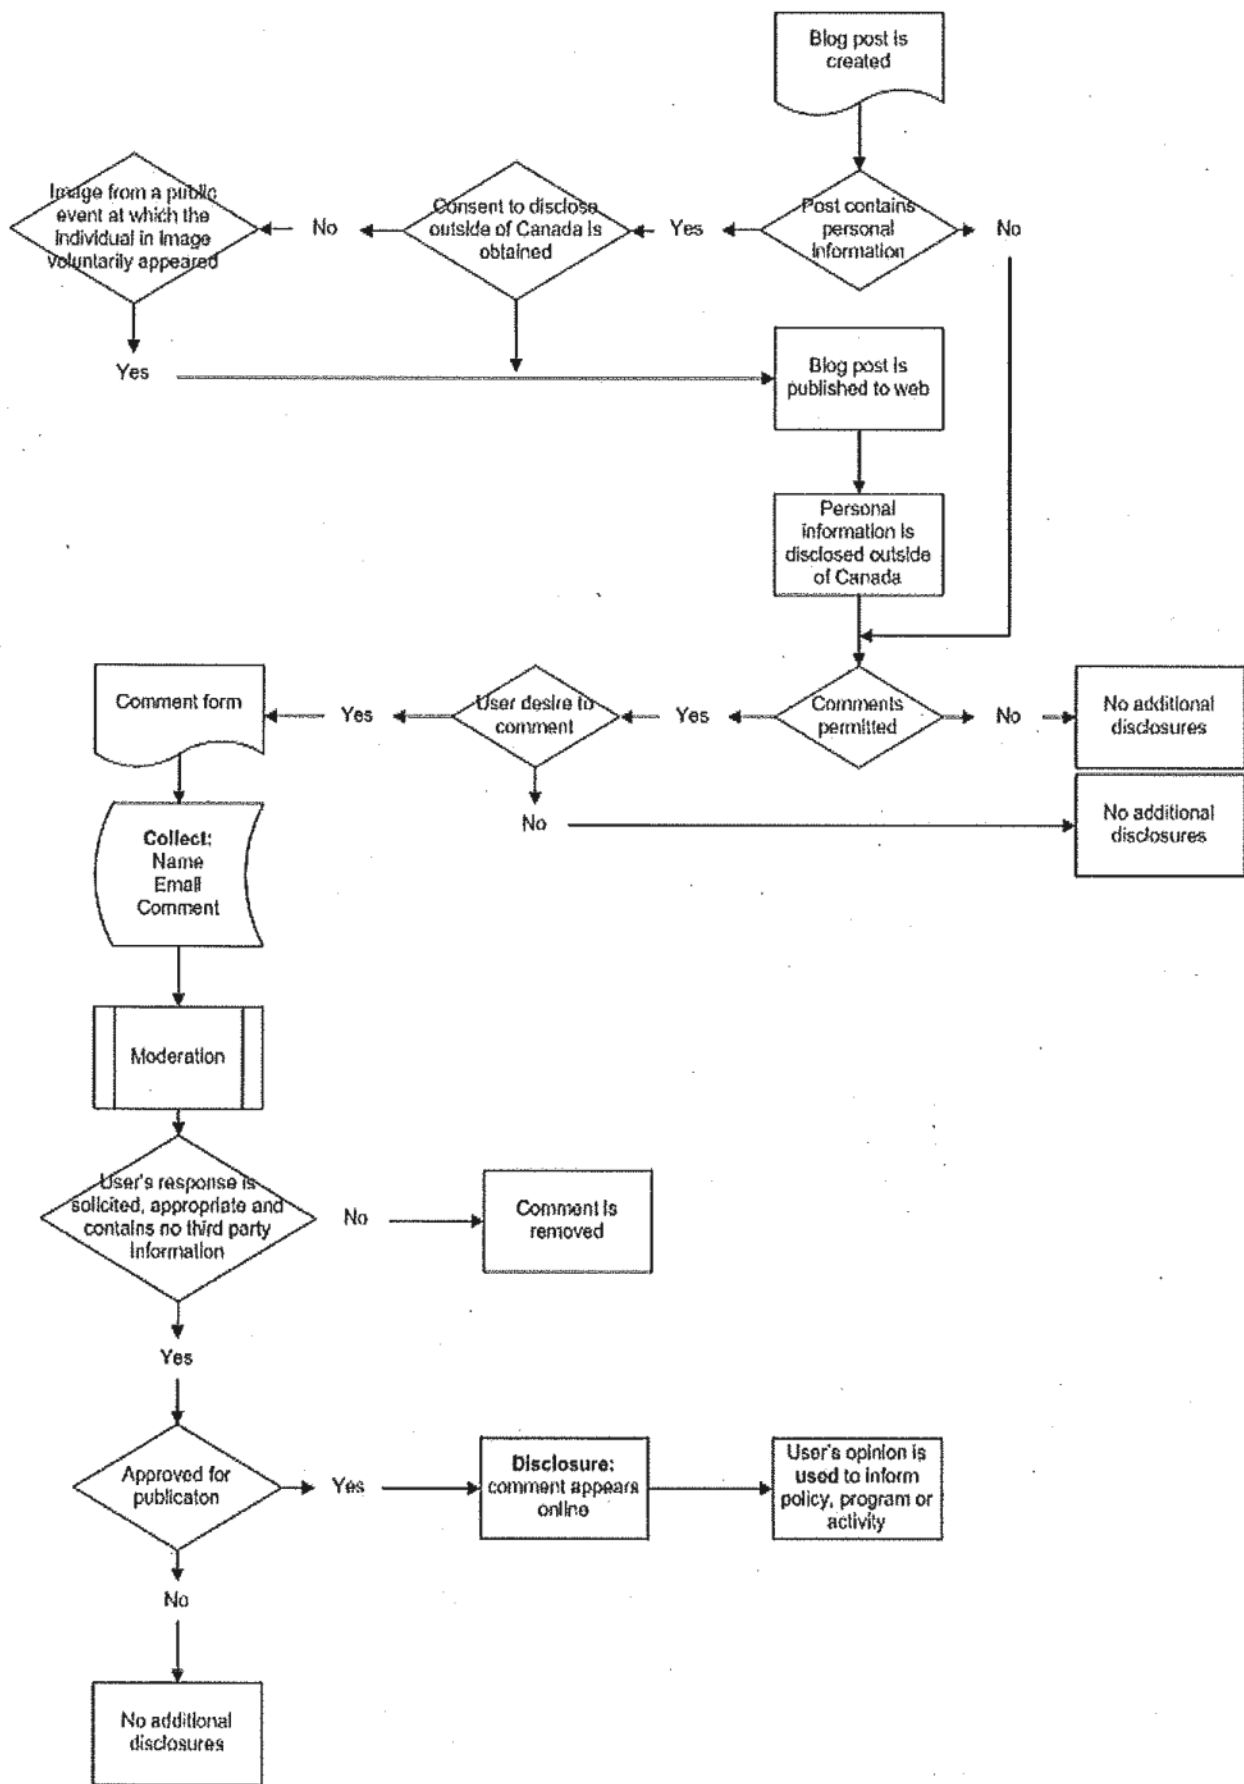 Blog post is
created
Image from a public
event at which the
individual in image
voluntarily appeared
No
Consent to disclose
outside of Canada is
obtained
Yes
Post contains
personal
information
No
Yes
Blog post is
published to web
Personal
information is
disclosed outside
of Canada
Comment form
Yes
User desire to
comment
Yes
Comments
permitted
No
No additional
disclosures
No
No additional
disclosures
Collect:
Name
Email
Comment
Moderation
User's response is
solicited, appropriate and
contains no third party
information
No
Comment is
removed
Yes
Approved for
publicaton
Yes
Disclosure:
comment appears
online
User's opinion is
used to inform
policy, program or
activity
No
No additional
disclosures